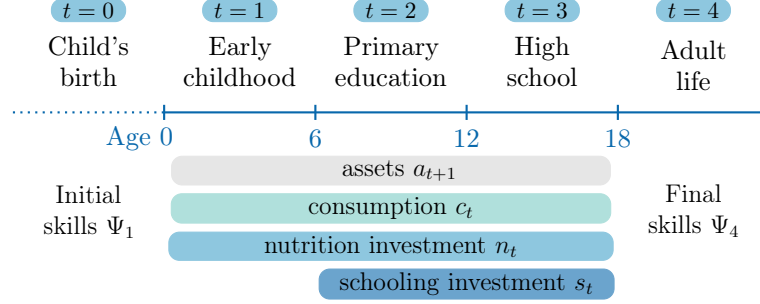 t = 0 t = 1 t = 2 t = 3 t = 4
Child's Early Primary High Adult
birth childhood education school life
Age 0 6 12 18
assets a_{t+1}
Initial consumption c_t Final
skills Ψ_1 skills Ψ_4
nutrition investment n_t
schooling investment s_t